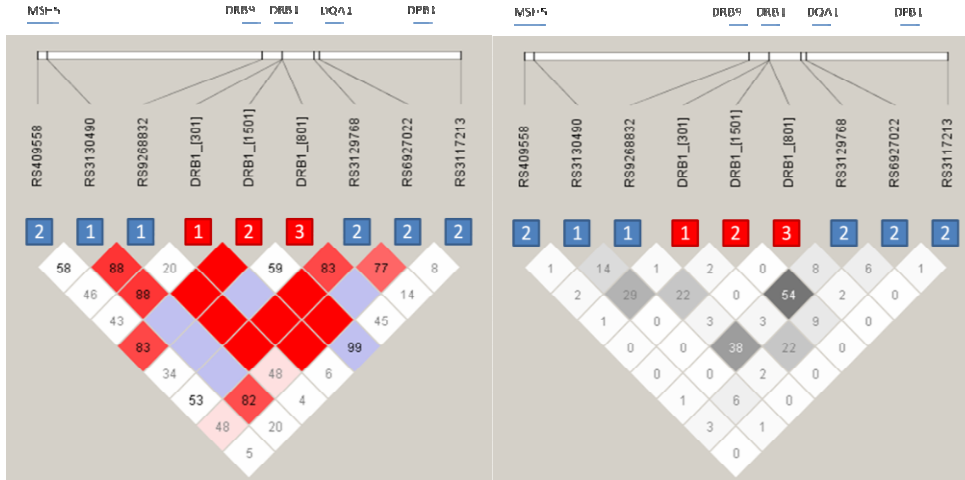 MSH5 DRB9 DRB1 DQA1 DPB1
RS409558
RS3130490
RS9268832
DRB1_[301]
DRB1_[1501]
DRB1_[801]
RS3129768
RS6927022
RS3117213
2 1 1 1 2 3 2 2 2
58 88 20 59 83 77 8
46 88 14
43 45
83 99
34 48 6
53 82 4
48 20
5
MSH5 DRB9 DRB1 DQA1 DPB1
RS409558
RS3130490
RS9268832
DRB1_[301]
DRB1_[1501]
DRB1_[801]
RS3129768
RS6927022
RS3117213
2 1 1 1 2 3 2 2 2
1 14 1 2 0 8 6 1
2 29 22 0 54 2 0
1 0 3 3 9 0
0 0 38 22 0
0 0 2 0
1 6 0
3 1
0